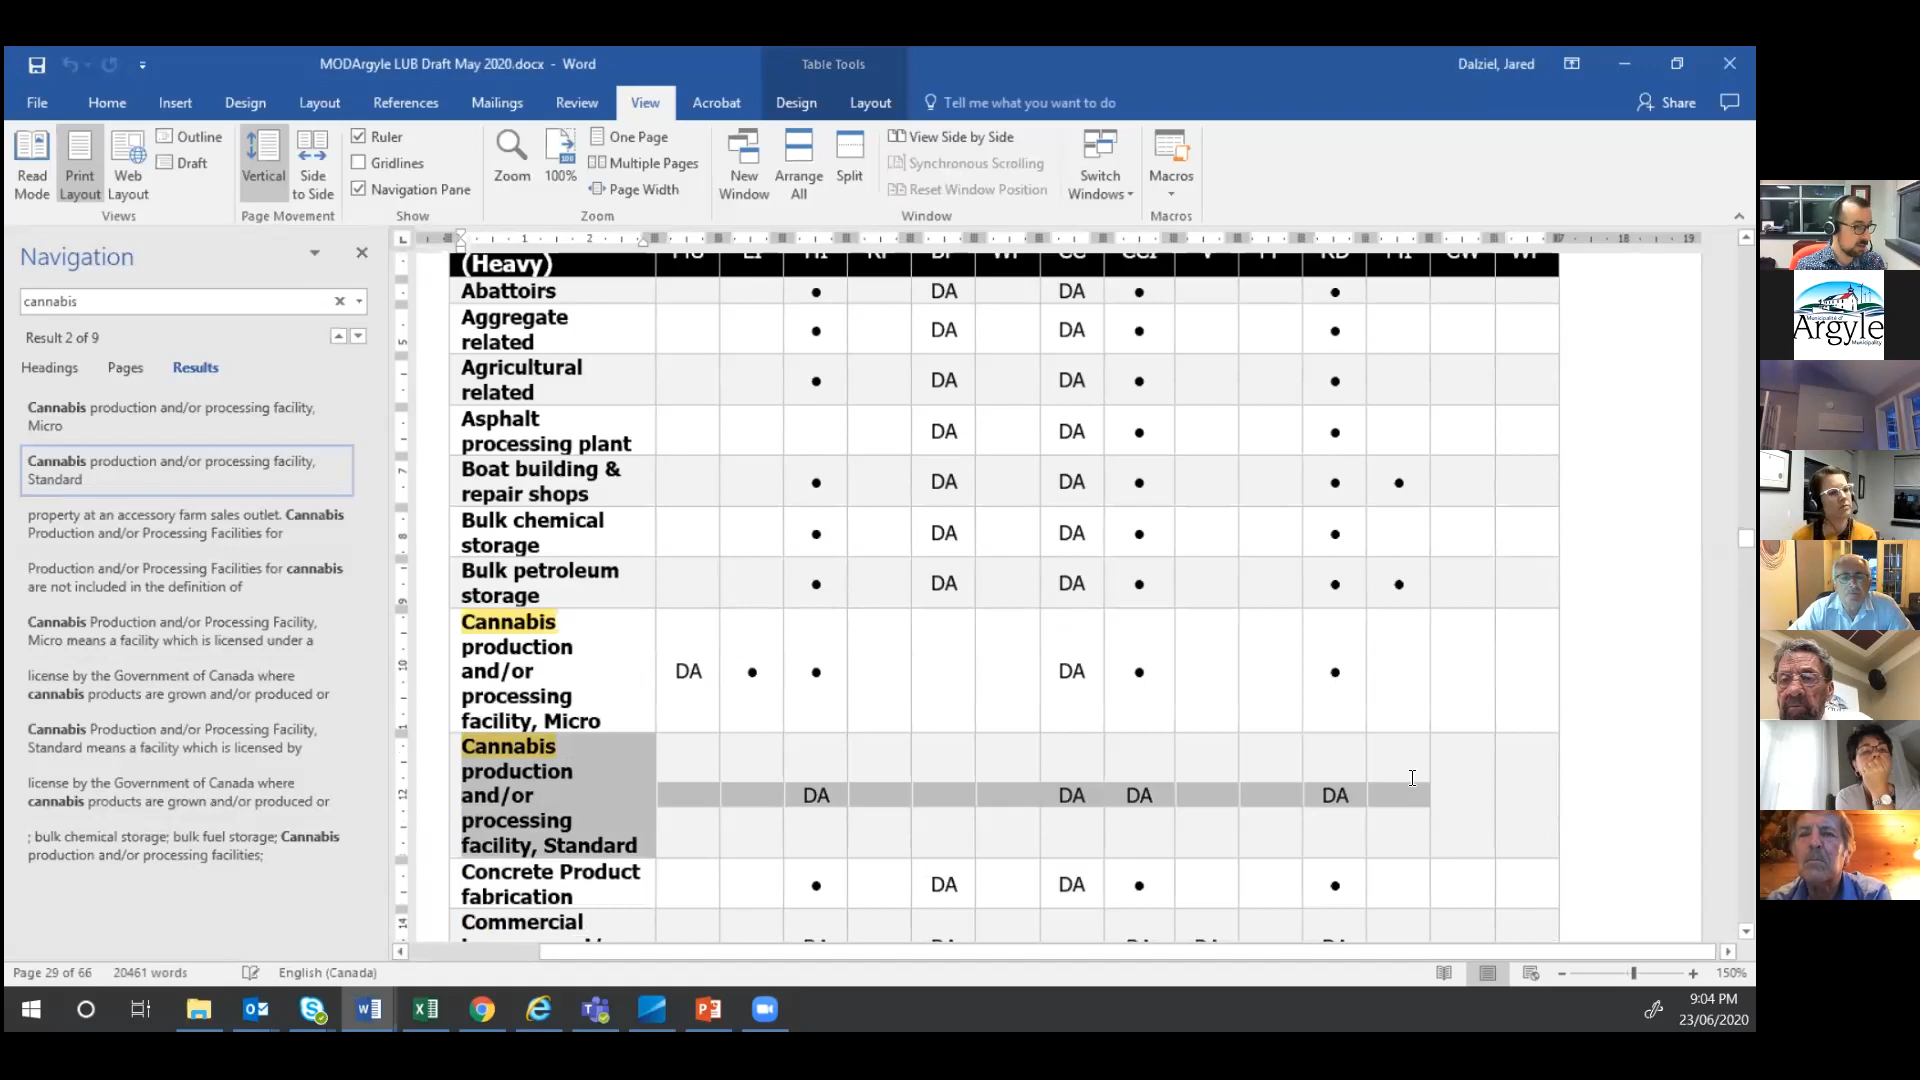 MODArgyle LUB Draft May 2020.docx - Word
Table Tools
Dalziel, Jared
File Home Insert Design Layout References Mailings Review View Acrobat Design Layout Tell me what you want to do Share
Read Mode
Print Layout
Web Layout
Outline
Draft
Views
Vertical
Side to Side
Page Movement
Ruler
Gridlines
Navigation Pane
Show
Zoom
100%
One Page
Multiple Pages
Page Width
Zoom
New Window
Arrange All
Split
View Side by Side
Synchronous Scrolling
Reset Window Position
Window
Switch Windows
Macros
Macros
Navigation
cannabis
Result 2 of 9
Headings Pages Results
Cannabis production and/or processing facility,
Micro
Cannabis production and/or processing facility,
Standard
property at an accessory farm sales outlet. Cannabis
Production and/or Processing Facilities for
Production and/or Processing Facilities for cannabis
are not included in the definition of
Cannabis Production and/or Processing Facility,
Micro means a facility which is licensed under a
license by the Government of Canada where
cannabis products are grown and/or produced or
Cannabis Production and/or Processing Facility,
Standard means a facility which is licensed by
license by the Government of Canada where
cannabis products are grown and/or produced or
; bulk chemical storage; bulk fuel storage; Cannabis
production and/or processing facilities;
1 2 17 18 19
(Heavy)
Abattoirs • DA DA • •
Aggregate
related • DA DA • •
Agricultural
related • DA DA • •
Asphalt
processing plant DA DA • •
Boat building &
repair shops • DA DA • • •
Bulk chemical
storage • DA DA • •
Bulk petroleum
storage • DA DA • • •
Cannabis
production
and/or
processing
facility, Micro DA • • DA • •
Cannabis
production
and/or
processing
facility, Standard DA DA DA DA
Concrete Product
fabrication • DA DA • •
Commercial
Page 29 of 66 20461 words English (Canada) 150%
9:04 PM
23/06/2020
Municipalité d'
Argyle
Municipality